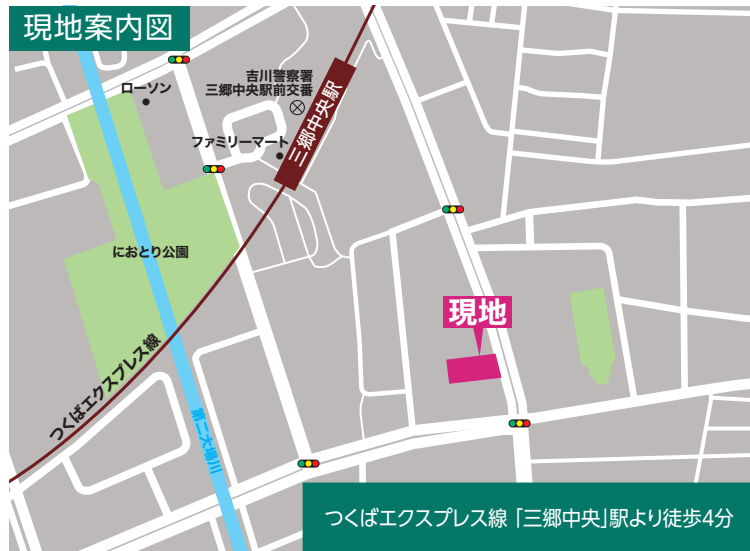 現地案内図
ローソン
吉川警察署
三郷中央駅前交番
ファミリーマート
三郷中央駅
におとり公園
現地
つくばエクスプレス線
第二大場川
つくばエクスプレス線「三郷中央」駅より徒歩4分